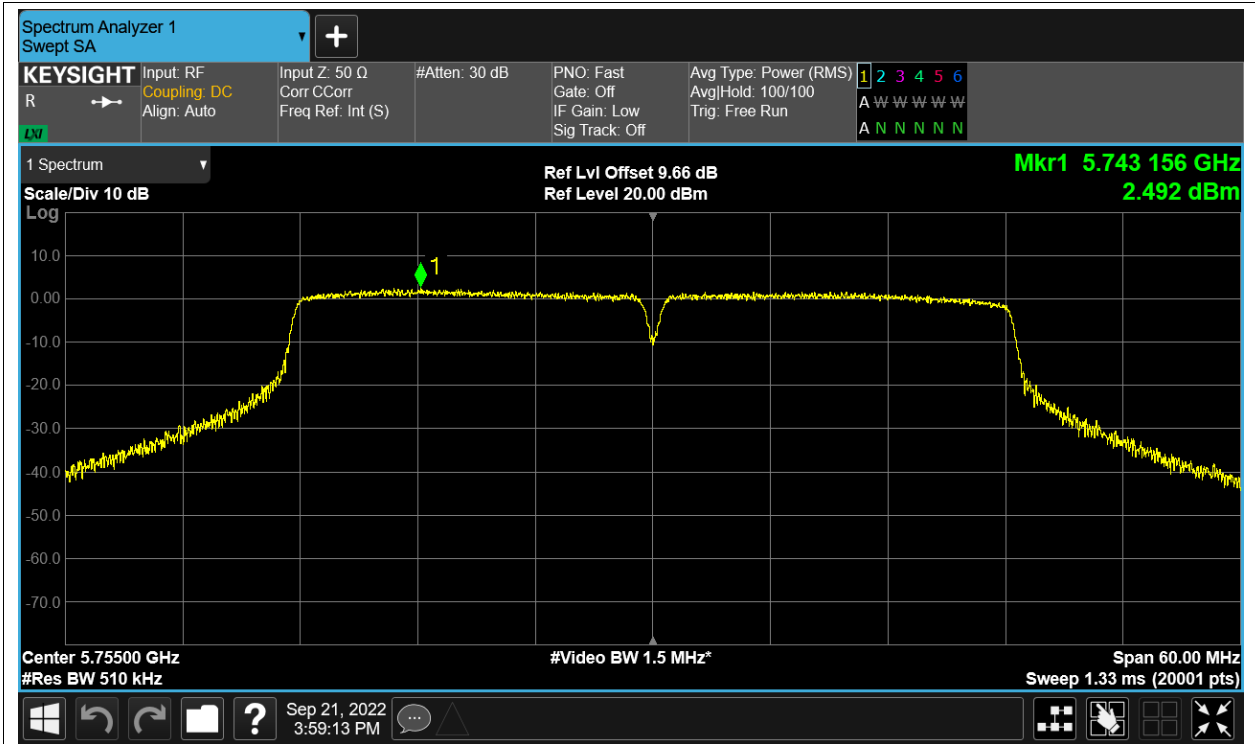 Spectrum Analyzer 1
Swept SA
KEYSIGHT
R
LXI
Input: RF
Coupling: DC
Align: Auto
Input Z: 50 Ω
Corr CCorr
Freq Ref: Int (S)
#Atten: 30 dB
PNO: Fast
Gate: Off
IF Gain: Low
Sig Track: Off
Avg Type: Power (RMS)
Avg|Hold: 100/100
Trig: Free Run
1 2 3 4 5 6
A W W W W W
A N N N N N
1 Spectrum
Scale/Div 10 dB
Log
Ref Lvl Offset 9.66 dB
Ref Level 20.00 dBm
Mkr1 5.743 156 GHz
2.492 dBm
1
10.0
0.00
-10.0
-20.0
-30.0
-40.0
-50.0
-60.0
-70.0
Center 5.75500 GHz
#Res BW 510 kHz
#Video BW 1.5 MHz*
Span 60.00 MHz
Sweep 1.33 ms (20001 pts)
?
Sep 21, 2022
3:59:13 PM